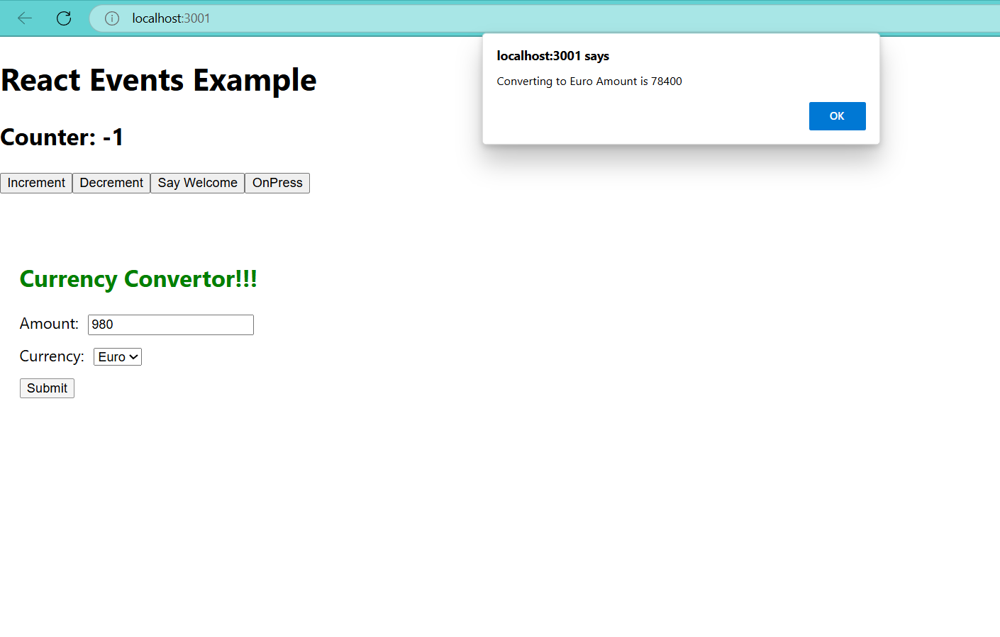 localhost:3001
localhost:3001 says
Converting to Euro Amount is 78400
OK
React Events Example
Counter: -1
Increment Decrement Say Welcome OnPress
Currency Convertor!!!
Amount: 980
Currency: Euro
Submit